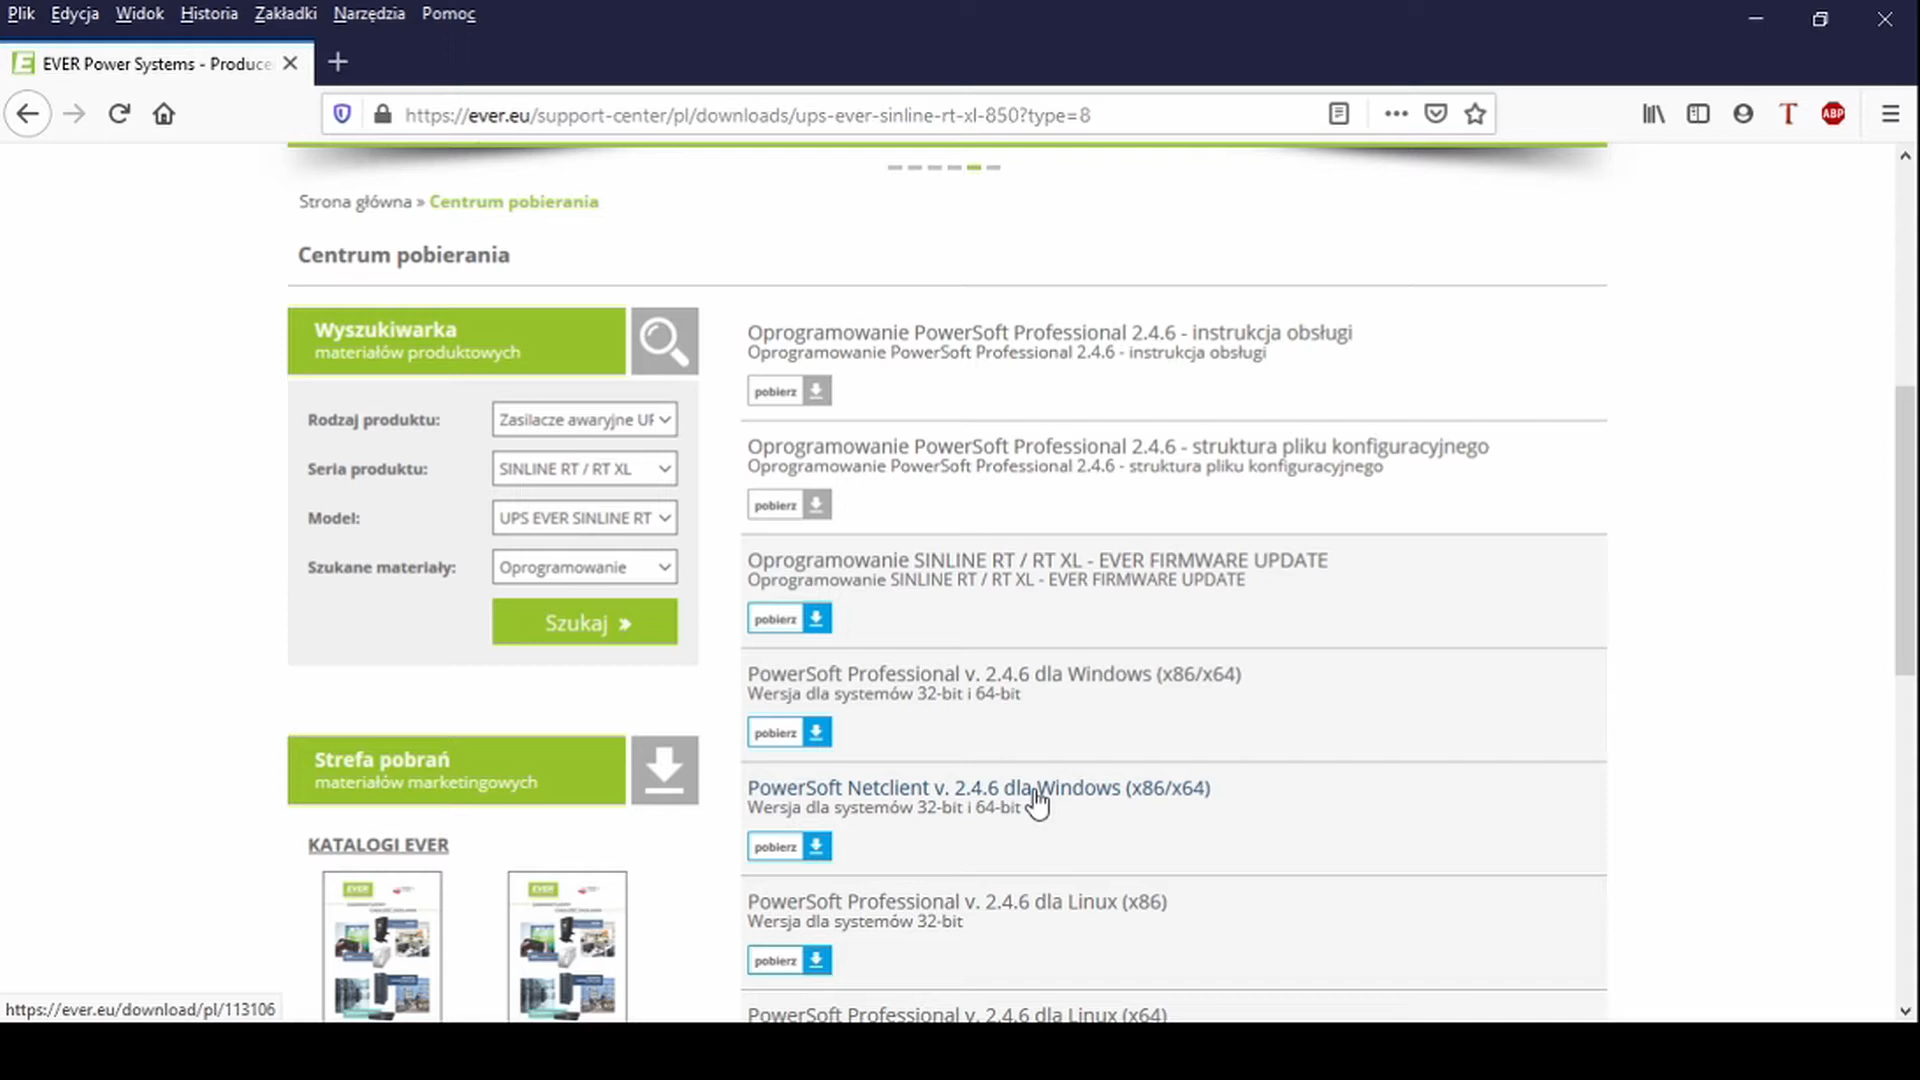 Plik Edycja Widok Historia Zakładki Narzędzia Pomoc
EVER Power Systems - Produce
https://ever.eu/support-center/pl/downloads/ups-ever-sinline-rt-xl-850?type=8
ABP
Strona główna » Centrum pobierania
Centrum pobierania
Wyszukiwarka
materiałów produktowych
Rodzaj produktu: Zasilacze awaryjne UP
Seria produktu: SINLINE RT / RT XL
Model: UPS EVER SINLINE RT
Szukane materiały: Oprogramowanie
Szukaj »
Strefa pobrań
materiałów marketingowych
KATALOGI EVER
EVER
EVER
Oprogramowanie PowerSoft Professional 2.4.6 - instrukcja obsługi
Oprogramowanie PowerSoft Professional 2.4.6 - instrukcja obsługi
pobierz
Oprogramowanie PowerSoft Professional 2.4.6 - struktura pliku konfiguracyjnego
Oprogramowanie PowerSoft Professional 2.4.6 - struktura pliku konfiguracyjnego
pobierz
Oprogramowanie SINLINE RT / RT XL - EVER FIRMWARE UPDATE
Oprogramowanie SINLINE RT / RT XL - EVER FIRMWARE UPDATE
pobierz
PowerSoft Professional v. 2.4.6 dla Windows (x86/x64)
Wersja dla systemów 32-bit i 64-bit
pobierz
PowerSoft Netclient v. 2.4.6 dla Windows (x86/x64)
Wersja dla systemów 32-bit i 64-bit
pobierz
PowerSoft Professional v. 2.4.6 dla Linux (x86)
Wersja dla systemów 32-bit
pobierz
PowerSoft Professional v. 2.4.6 dla Linux (x64)
https://ever.eu/download/pl/113106